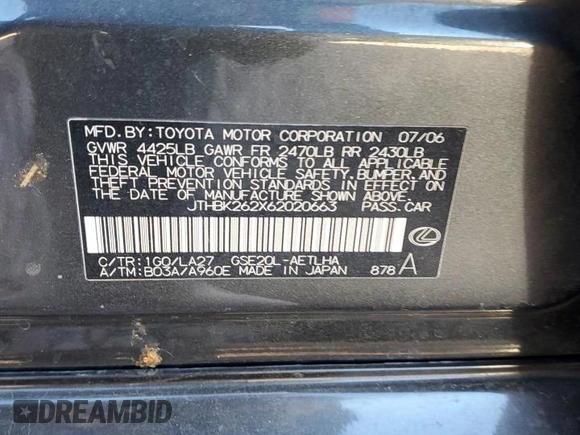 MFD. BY: TOYOTA MOTOR CORPORATION 07/06
GVWR 4425LB GAWR FR 2470LB RR 2430LB
THIS VEHICLE CONFORMS TO ALL APPLICABLE
FEDERAL MOTOR VEHICLE SAFETY, BUMPER, AND
THEFT PREVENTION STANDARDS IN EFFECT ON
THE DATE OF MANUFACTURE SHOWN ABOVE.
JTHBK262X62020663 PASS. CAR
C/TR: 1G0/LA27 GSE20L-AETLHA
A/TM: B03A/A960E MADE IN JAPAN 878 A
DREAMBID